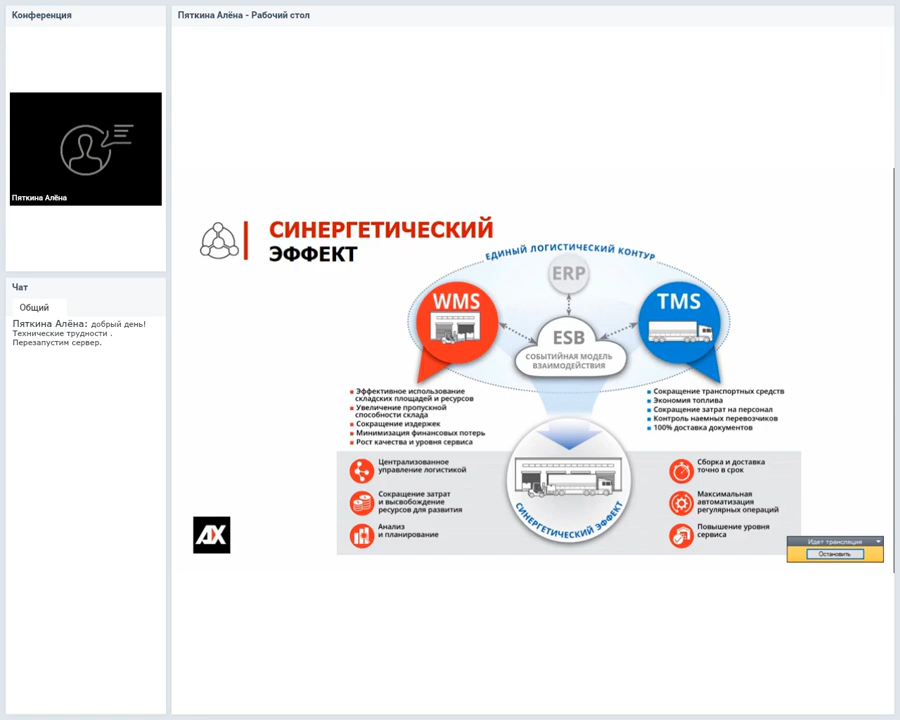 Конференция
Пяткина Алёна - Рабочий стол
Пяткина Алёна
Чат
Общий
Пяткина Алёна: добрый день!
Технические трудности .
Перезапустим сервер.
СИНЕРГЕТИЧЕСКИЙ
ЭФФЕКТ
ЕДИНЫЙ ЛОГИСТИЧЕСКИЙ КОНТУР
ERP
WMS
TMS
ESB
СОБЫТИЙНАЯ МОДЕЛЬ
ВЗАИМОДЕЙСТВИЯ
Эффективное использование
складских площадей и ресурсов
Увеличение пропускной
способности склада
Сокращение издержек
Минимизация финансовых потерь
Рост качества и уровня сервиса
Сокращение транспортных средств
Экономия топлива
Сокращение затрат на персонал
Контроль наемных перевозчиков
100% доставка документов
Централизованное
управление логистикой
Сокращение затрат
и высвобождение
ресурсов для развития
Анализ
и планирование
СИНЕРГЕТИЧЕСКИЙ ЭФФЕКТ
Сборка и доставка
точно в срок
Максимальная
автоматизация
регулярных операций
Повышение уровня
сервиса
AX
Идет трансляция
Остановить